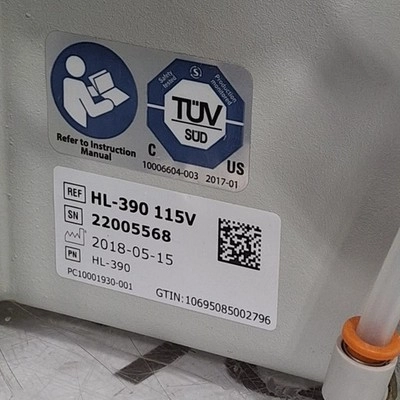 Refer to Instruction
Manual
Safety tested
S
Production monitored
TÜV
SÜD
C
US
10006604-003 2017-01
REF HL-390 115V
SN 22005568
2018-05-15
PN HL-390
PC10001930-001
GTIN:10695085002796